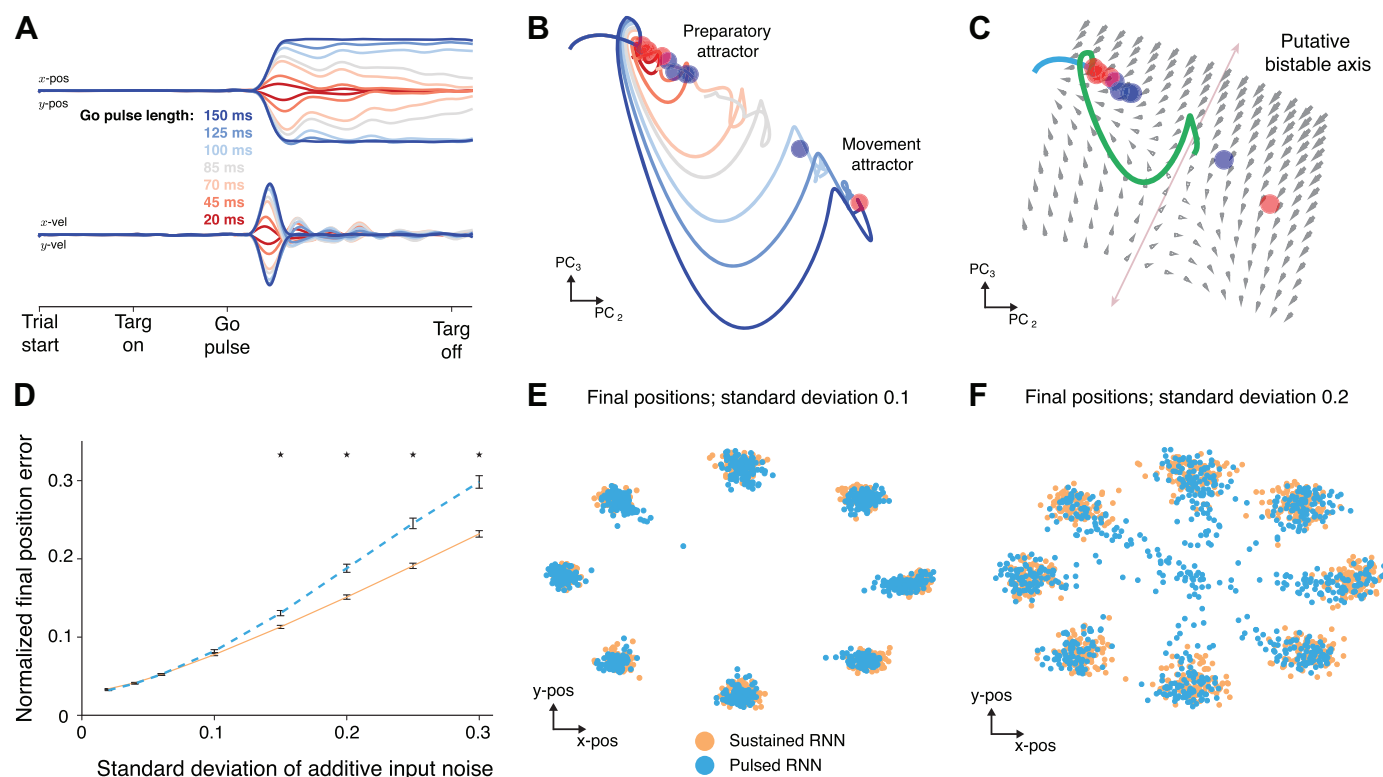 A
x-pos
y-pos
Go pulse length: 150 ms
125 ms
100 ms
85 ms
70 ms
45 ms
20 ms
x-vel
y-vel
Trial
start
Targ
on
Go
pulse
Targ
off
B
Preparatory
attractor
Movement
attractor
PC3
PC2
C
Putative
bistable axis
PC3
PC2
D
Normalized final position error
0.3
0.2
0.1
0
0
0.1
0.2
0.3
Standard deviation of additive input noise
E
Final positions; standard deviation 0.1
y-pos
x-pos
Sustained RNN
Pulsed RNN
F
Final positions; standard deviation 0.2
y-pos
x-pos